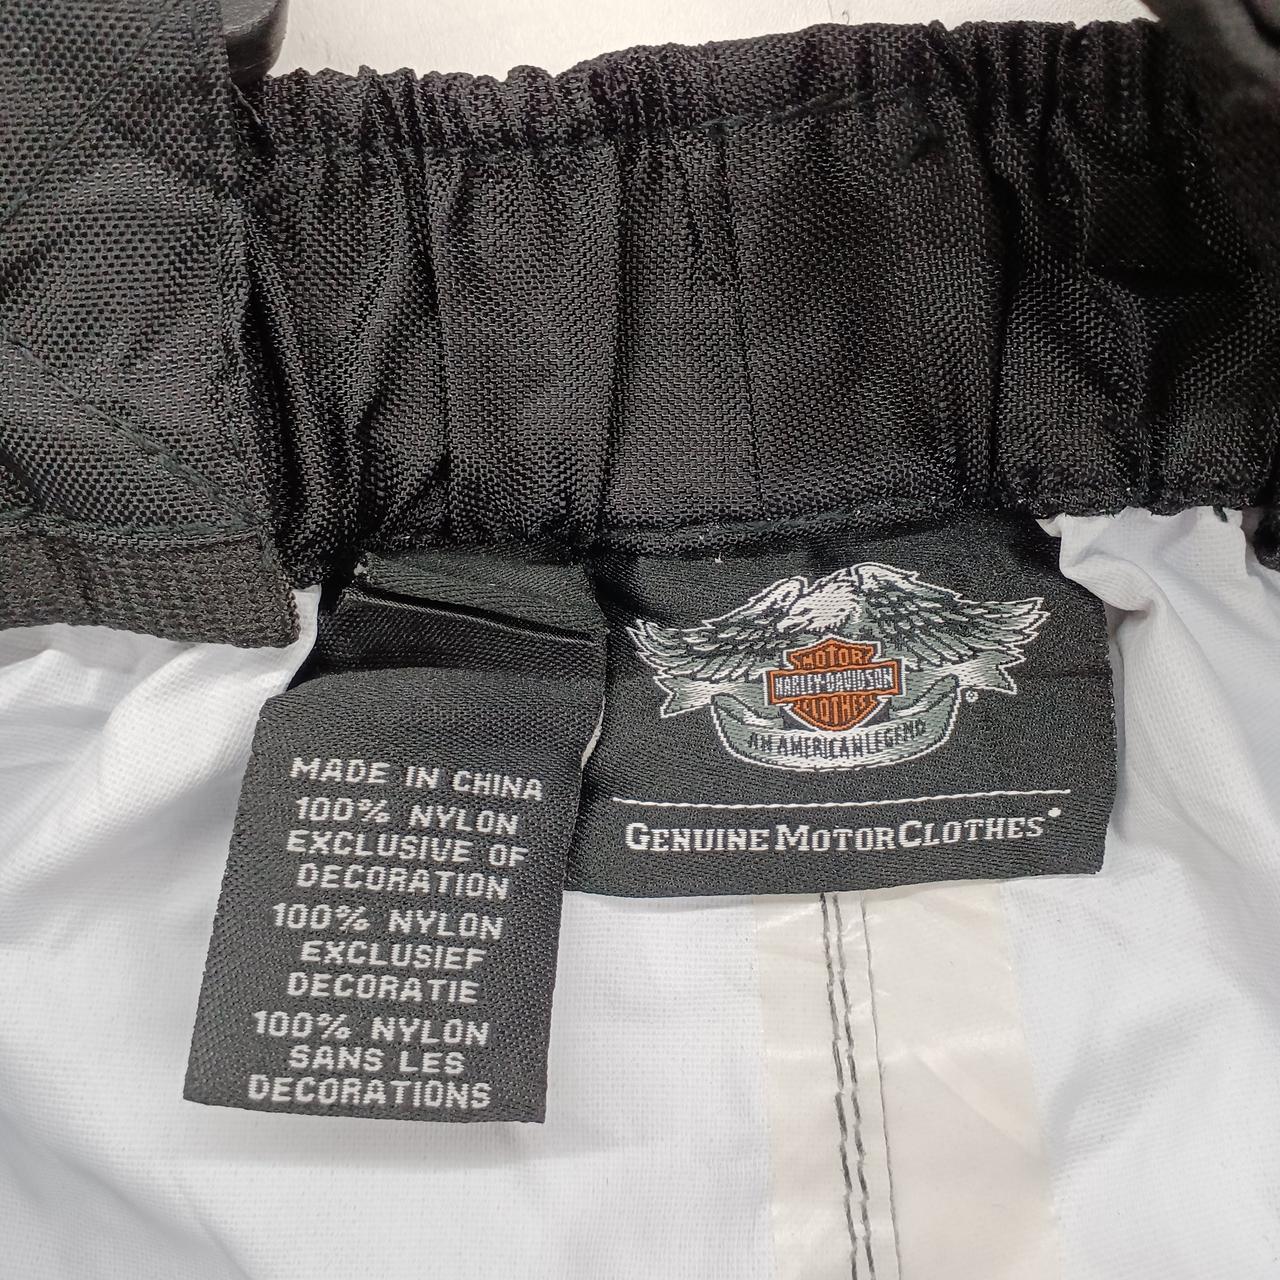 MADE IN CHINA
100% NYLON
EXCLUSIVE OF
DECORATION
100% NYLON
EXCLUSIEF
DECORATIE
100% NYLON
SANS LES
DECORATIONS
MOTOR
HARLEY-DAVIDSON
CLOTHES
AN AMERICAN LEGEND
®
GENUINE MOTORCLOTHES